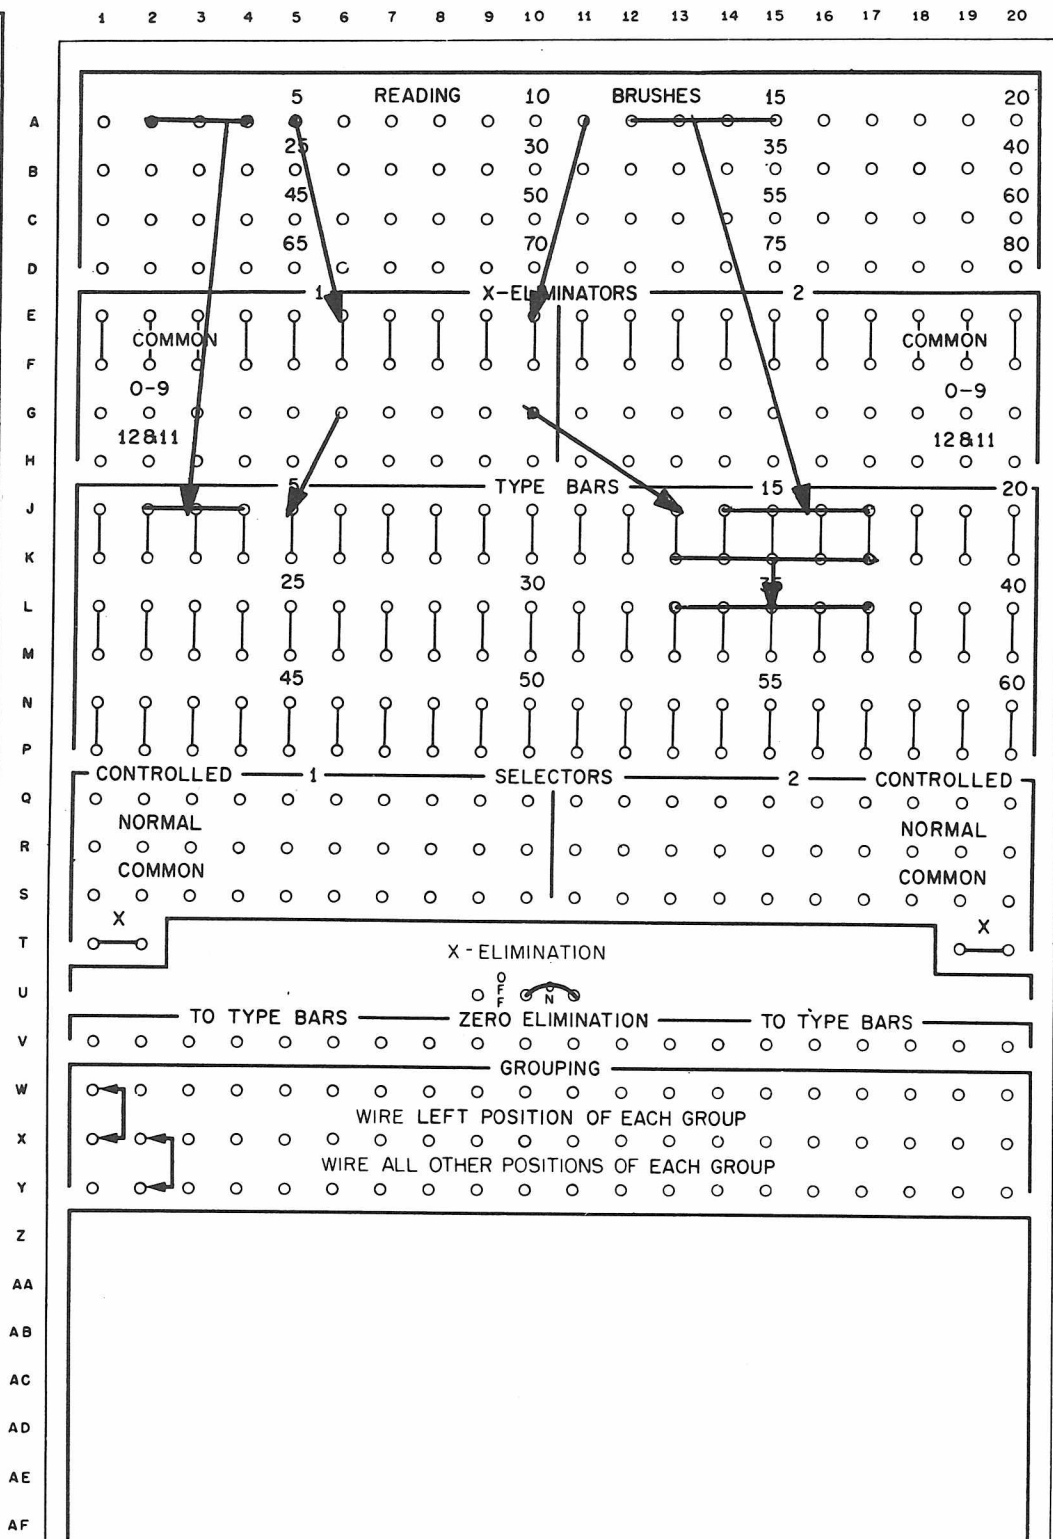 1 2 3 4 5 6 7 8 9 10 11 12 13 14 15 16 17 18 19 20
5 READING 10 BRUSHES 15 20
A
25 30 35 40
B
45 50 55 60
C
65 70 75 80
D
1 X-ELIMINATORS 2
E
COMMON COMMON
F
0-9 0-9
G
12&11 12&11
H
5 TYPE BARS 15 20
J
K
25 30 35 40
L
M
45 50 55 60
N
P
CONTROLLED 1 SELECTORS 2 CONTROLLED
Q
NORMAL NORMAL
R
COMMON COMMON
S
X X
T
X-ELIMINATION
U OFF ON
TO TYPE BARS ZERO ELIMINATION TO TYPE BARS
V
GROUPING
W
WIRE LEFT POSITION OF EACH GROUP
X
WIRE ALL OTHER POSITIONS OF EACH GROUP
Y
Z
AA
AB
AC
AD
AE
AF